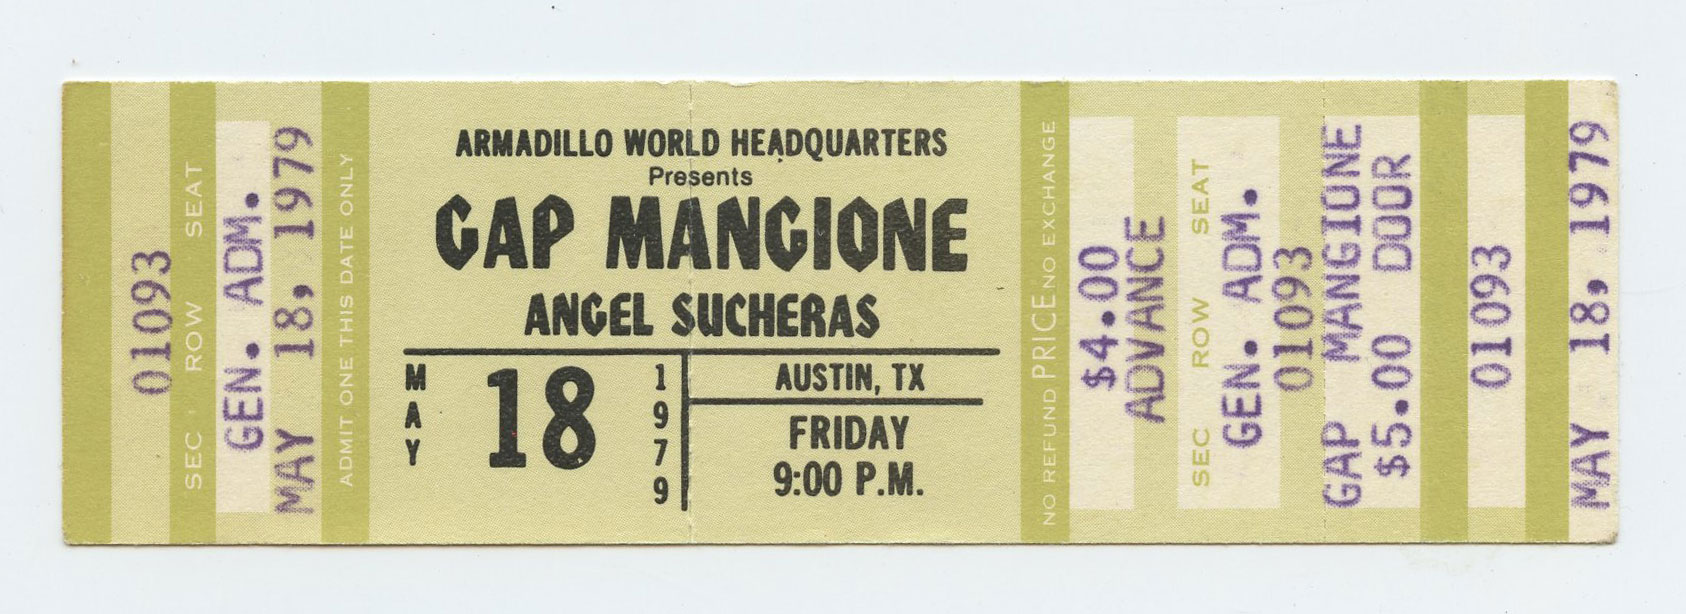 01093
SEC ROW SEAT
GEN. ADM.
MAY 18, 1979
ADMIT ONE THIS DATE ONLY
ARMADILLO WORLD HEADQUARTERS
Presents
GAP MANGIONE
ANGEL SUCHERAS
MAY
18
1979
AUSTIN, TX
FRIDAY
9:00 P.M.
NO REFUND PRICE NO EXCHANGE
$4.00
ADVANCE
SEC ROW SEAT
GEN. ADM.
01093
GAP MANGIONE
$5.00 DOOR
01093
MAY 18, 1979